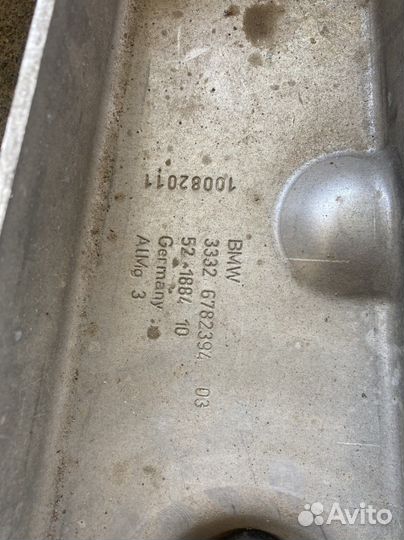 BMW
3332 6782394 03
52-1884 10
Germany
AlMg 3
10082011
Avito